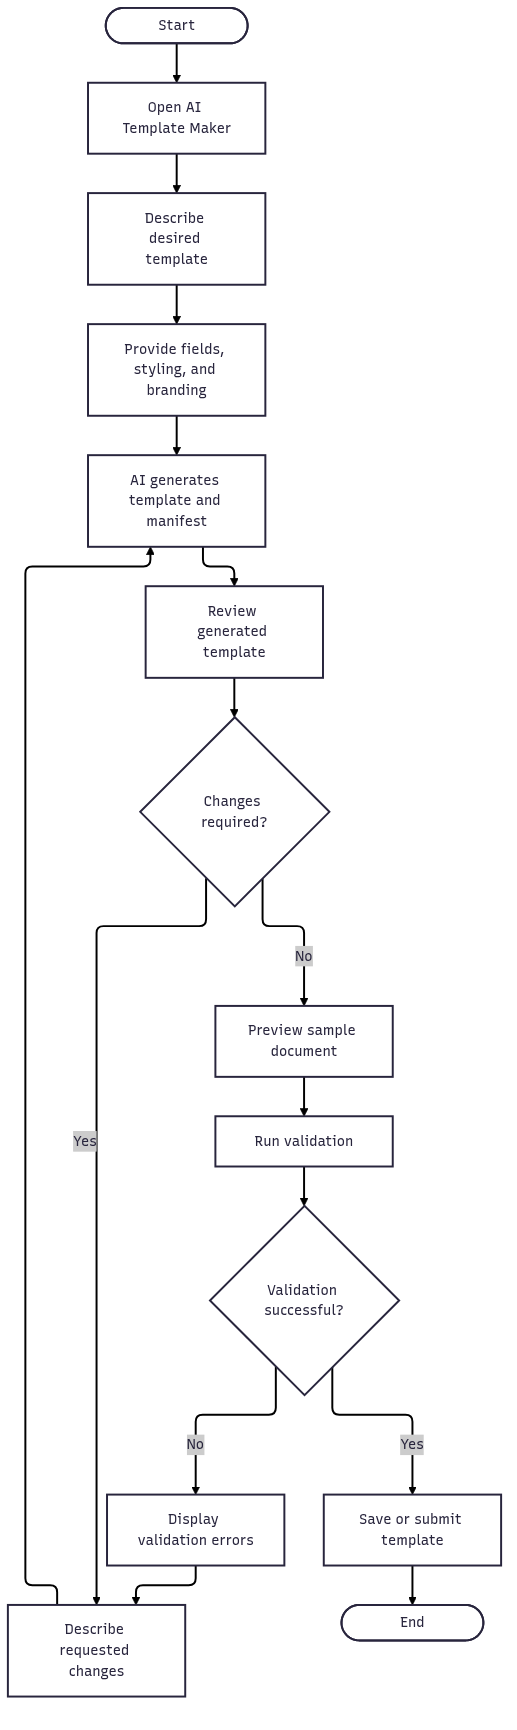 Start
Open AI
Template Maker
Describe
desired
template
Provide fields,
styling, and
branding
AI generates
template and
manifest
Review
generated
template
Changes
required?
No
Preview sample
document
Yes
Run validation
Validation
successful?
No
Yes
Display
validation errors
Save or submit
template
Describe
requested
changes
End